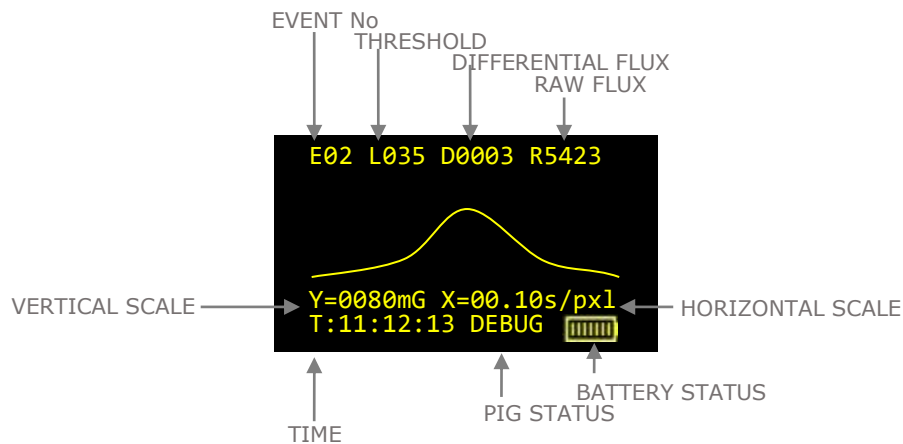 EVENT No
THRESHOLD
DIFFERENTIAL FLUX
RAW FLUX
E02 L035 D0003 R5423
VERTICAL SCALE
Y=0080mG X=00.10s/pxl
HORIZONTAL SCALE
T:11:12:13 DEBUG
BATTERY STATUS
PIG STATUS
TIME